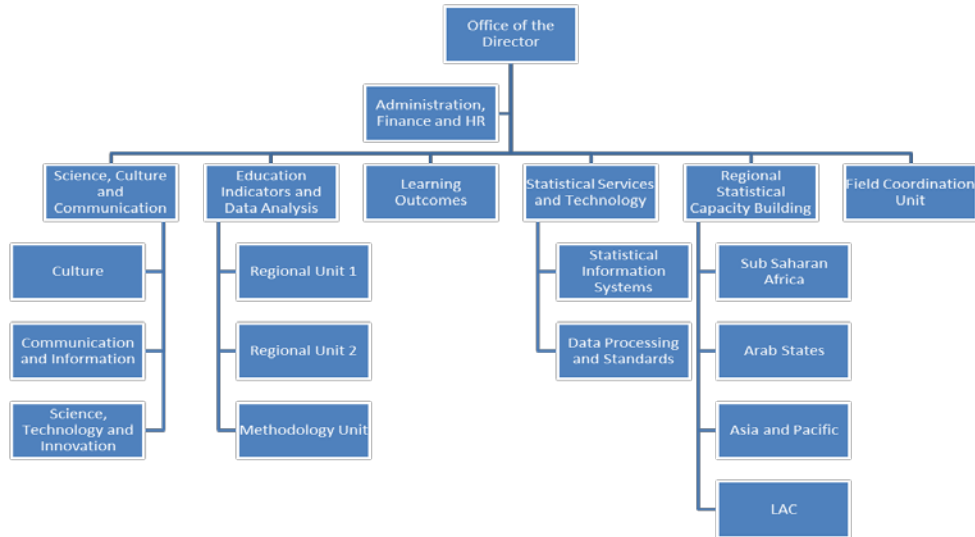 Office of the
Director
Administration,
Finance and HR
Science, Culture
and
Communication
Education
Indicators and
Data Analysis
Learning
Outcomes
Statistical Services
and Technology
Regional
Statistical
Capacity Building
Field Coordination
Unit
Culture
Regional Unit 1
Statistical
Information
Systems
Sub Saharan
Africa
Communication
and Information
Regional Unit 2
Data Processing
and Standards
Arab States
Science,
Technology and
Innovation
Methodology Unit
Asia and Pacific
LAC